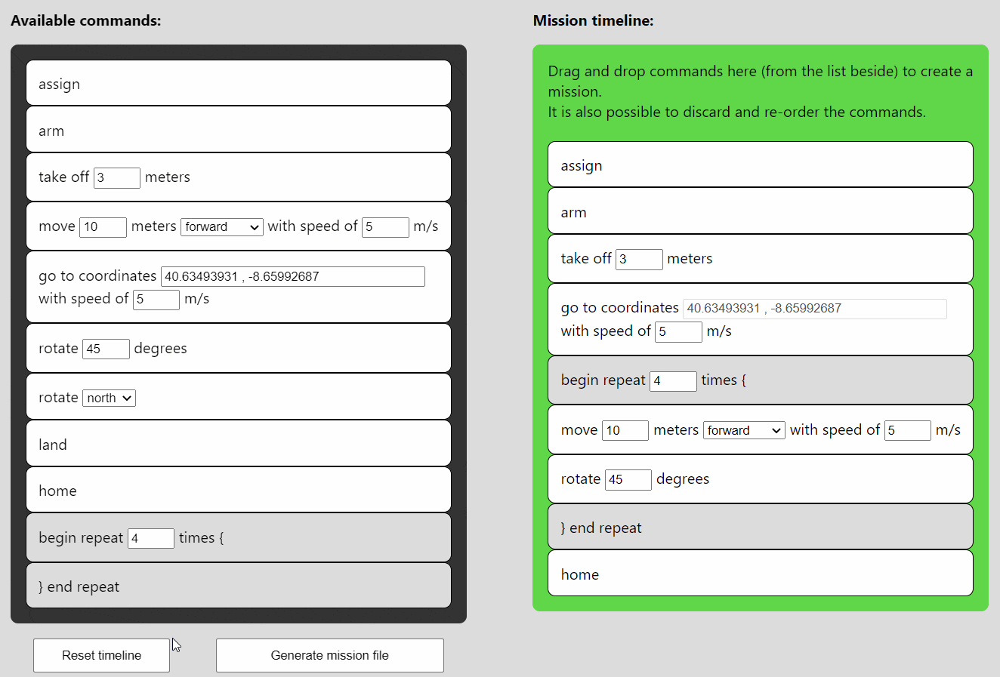 Available commands:
assign
arm
take off 3 meters
move 10 meters forward with speed of 5 m/s
go to coordinates 40.63493931 , -8.65992687
with speed of 5 m/s
rotate 45 degrees
rotate north
land
home
begin repeat 4 times {
} end repeat
Reset timeline
Generate mission file
Mission timeline:
Drag and drop commands here (from the list beside) to create a
mission.
It is also possible to discard and re-order the commands.
assign
arm
take off 3 meters
go to coordinates 40.63493931 , -8.65992687
with speed of 5 m/s
begin repeat 4 times {
move 10 meters forward with speed of 5 m/s
rotate 45 degrees
} end repeat
home